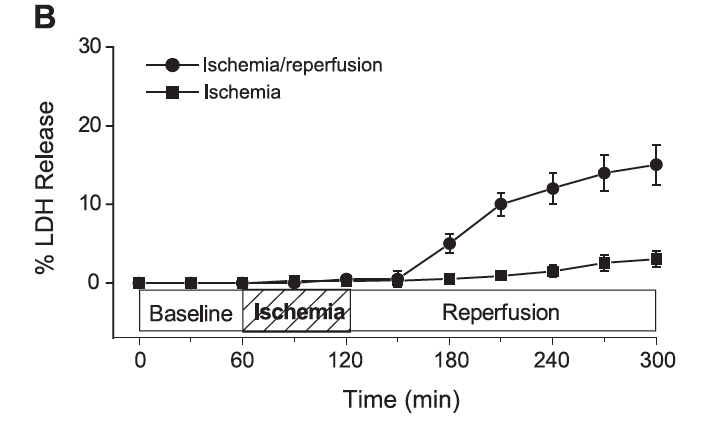 B
30
Ischemia/reperfusion
Ischemia
20
10
0
% LDH Release
Baseline Ischemia Reperfusion
0 60 120 180 240 300
Time (min)